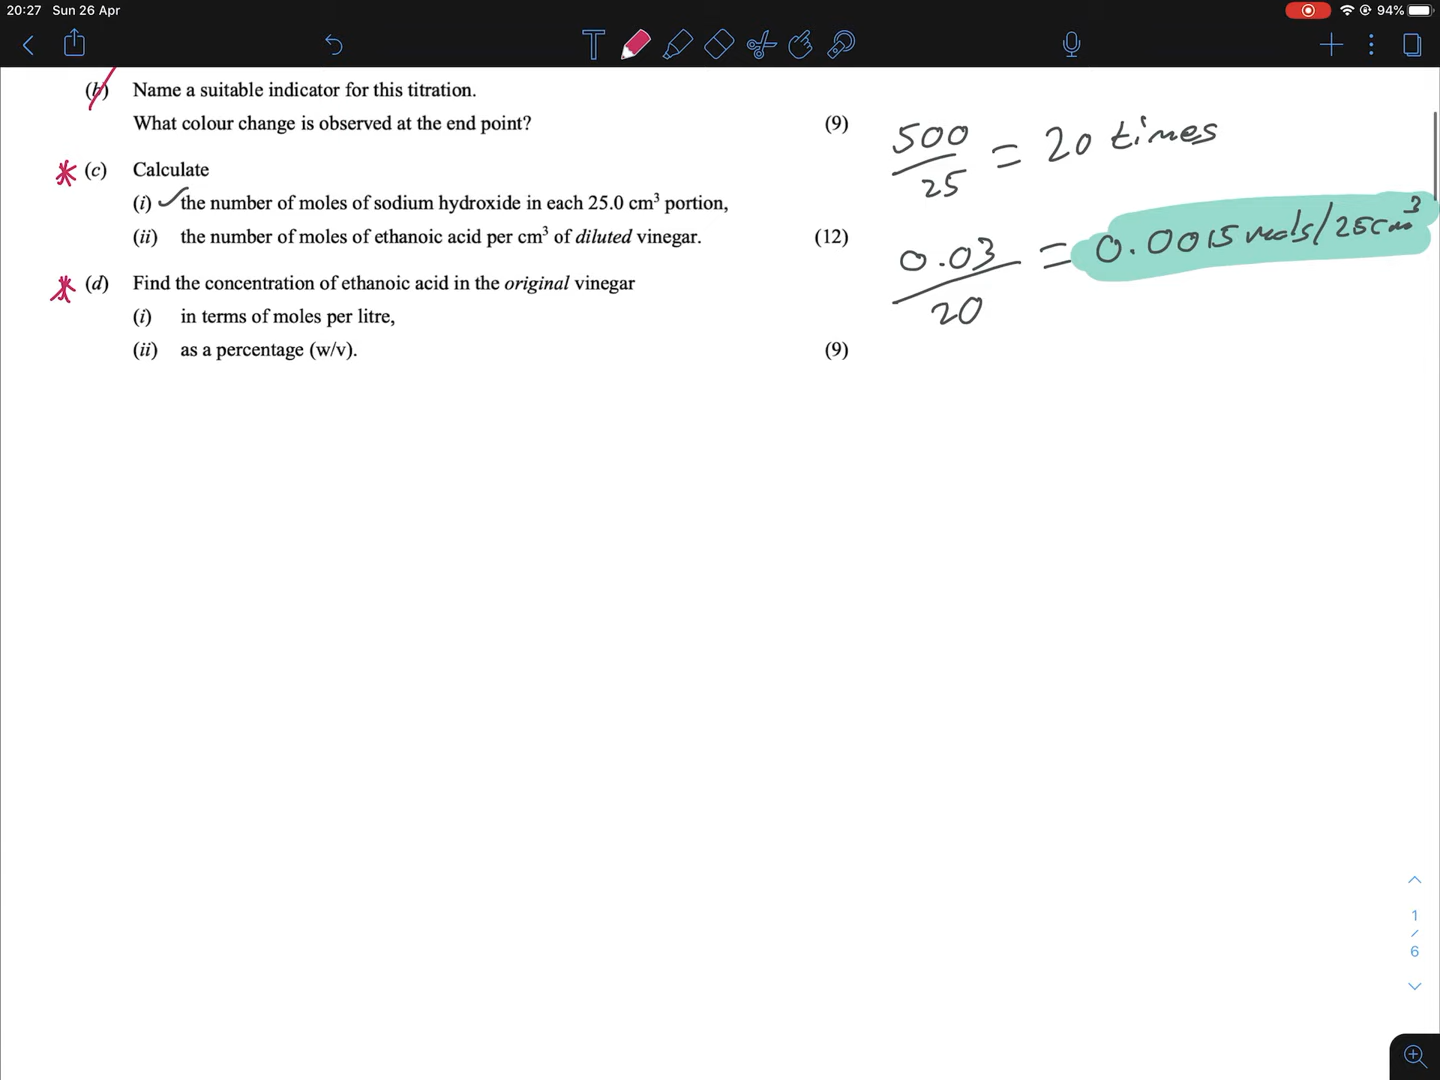 20:27 Sun 26 Apr
94%
(b) Name a suitable indicator for this titration.
What colour change is observed at the end point? (9)
(c) Calculate
(i) the number of moles of sodium hydroxide in each 25.0 cm³ portion,
(ii) the number of moles of ethanoic acid per cm³ of diluted vinegar. (12)
(d) Find the concentration of ethanoic acid in the original vinegar
(i) in terms of moles per litre,
(ii) as a percentage (w/v). (9)
500/25 = 20 times
0.03/20 = 0.0015 mols/25cm³
1
/
6